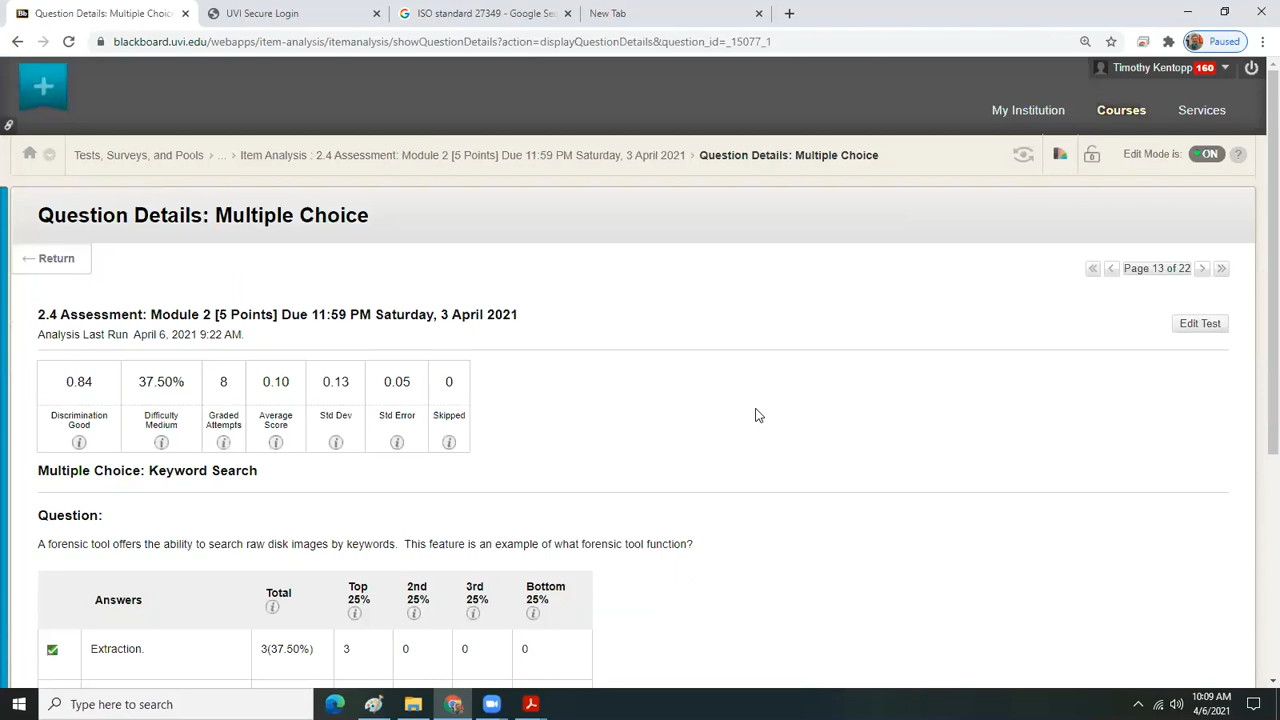 Question Details: Multiple Choic
UVI Secure Login
ISO standard 27349 - Google Se
New Tab
blackboard.uvi.edu/webapps/item-analysis/itemanalysis/showQuestionDetails?action=displayQuestionDetails&question_id=_15077_1
Paused
Timothy Kentopp 160
My Institution
Courses
Services
Tests, Surveys, and Pools > ... > Item Analysis : 2.4 Assessment: Module 2 [5 Points] Due 11:59 PM Saturday, 3 April 2021 > Question Details: Multiple Choice
Edit Mode is: ON ?
Question Details: Multiple Choice
← Return
Page 13 of 22
2.4 Assessment: Module 2 [5 Points] Due 11:59 PM Saturday, 3 April 2021
Edit Test
Analysis Last Run April 6, 2021 9:22 AM.
0.84 37.50% 8 0.10 0.13 0.05 0
Discrimination Difficulty Graded Average Std Dev Std Error Skipped
Good Medium Attempts Score
Multiple Choice: Keyword Search
Question:
A forensic tool offers the ability to search raw disk images by keywords. This feature is an example of what forensic tool function?
Answers Total Top 25% 2nd 25% 3rd 25% Bottom 25%
Extraction. 3(37.50%) 3 0 0 0
Type here to search
10:09 AM
4/6/2021